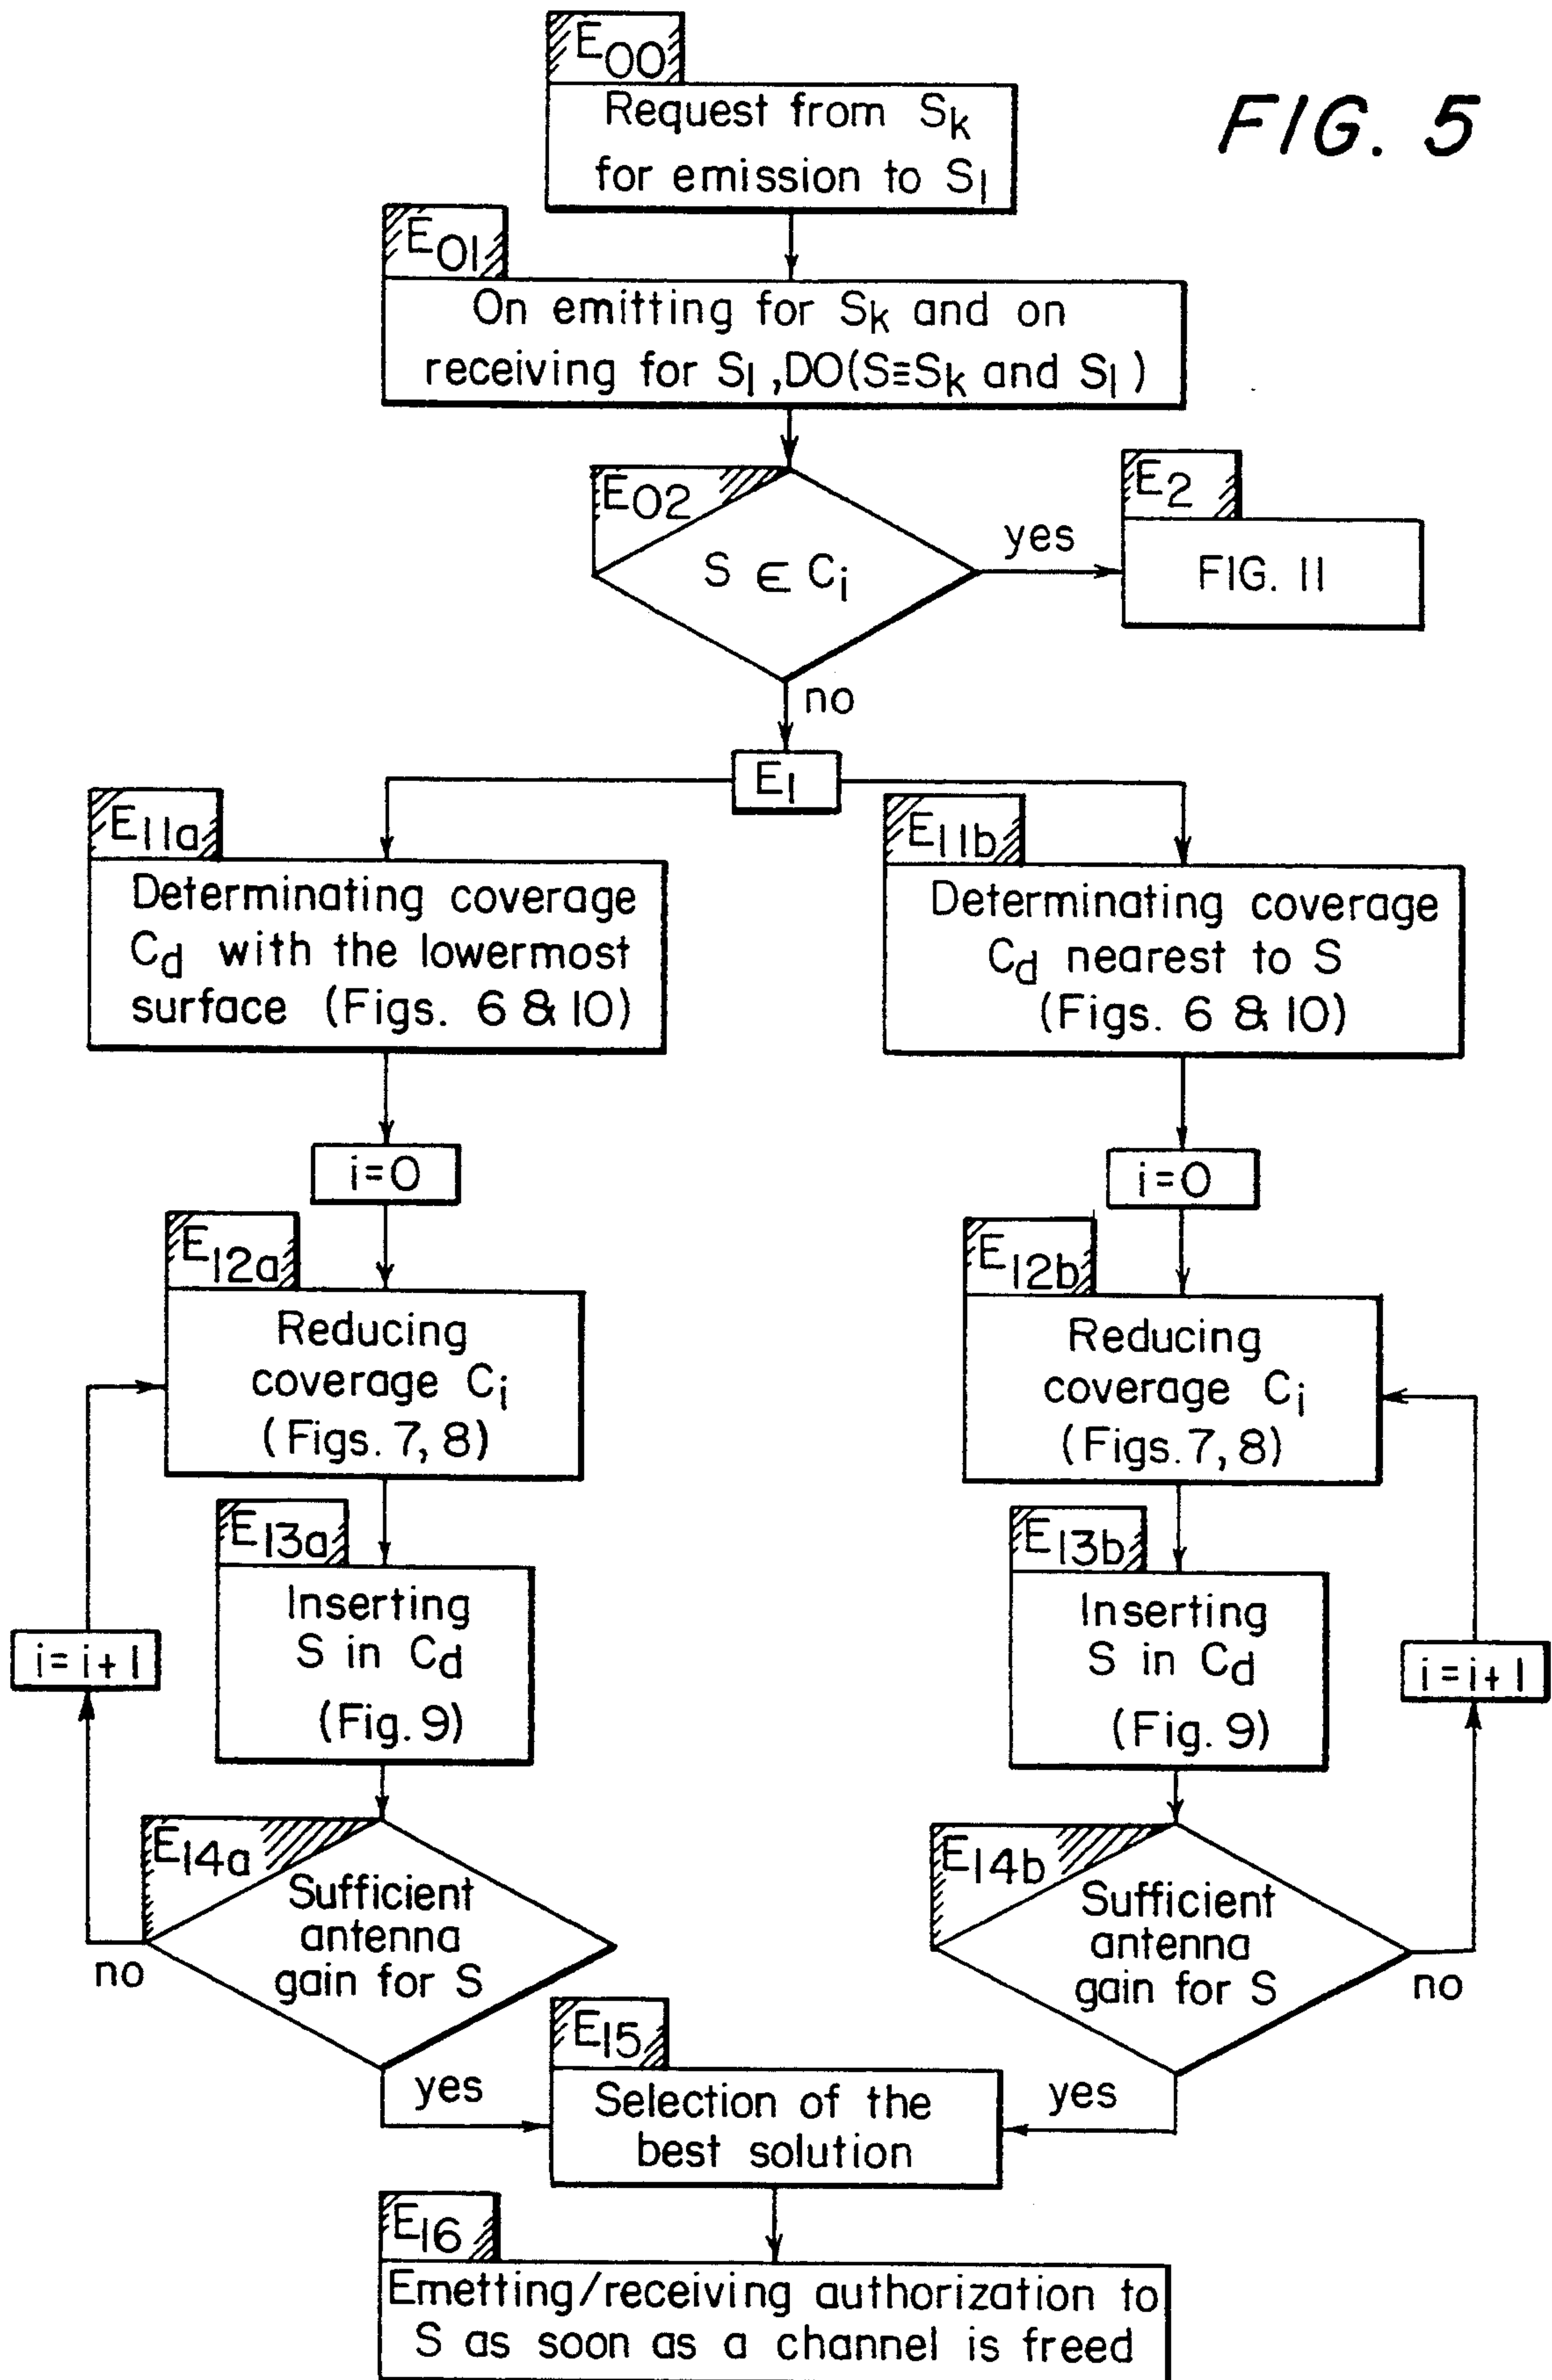 FIG. 5
E00
Request from Sk
for emission to Sl
E01
On emitting for Sk and on
receiving for Sl ,DO(S≡Sk and Sl )
E02
S ∈ Ci
yes
E2
FIG. 11
no
E1
E11a
Determinating coverage
Cd with the lowermost
surface (Figs. 6 & 10)
E11b
Determinating coverage
Cd nearest to S
(Figs. 6 & 10)
i=0
i=0
E12a
Reducing
coverage Ci
(Figs. 7, 8)
E12b
Reducing
coverage Ci
(Figs. 7, 8)
E13a
Inserting
S in Cd
(Fig. 9)
E13b
Inserting
S in Cd
(Fig. 9)
i=i+1
i=i+1
E14a
Sufficient
antenna
gain for S
no
yes
E14b
Sufficient
antenna
gain for S
no
yes
E15
Selection of the
best solution
E16
Emetting/receiving authorization to
S as soon as a channel is freed